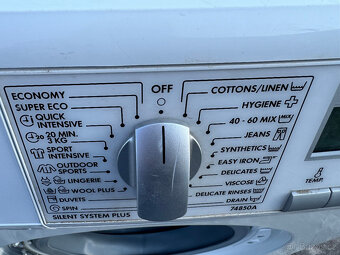 OFF
ECONOMY
SUPER ECO
QUICK
INTENSIVE
20 MIN.
3 KG
SPORT
INTENSIVE
OUTDOOR
SPORTS
LINGERIE
WOOL PLUS
DUVETS
SPIN
SILENT SYSTEM PLUS
COTTONS/LINEN
HYGIENE
40 - 60 MIX
JEANS
SYNTHETICS
EASY IRON
DELICATES
VISCOSE
DELICATE RINSES
DRAIN
74850A
TEMP.